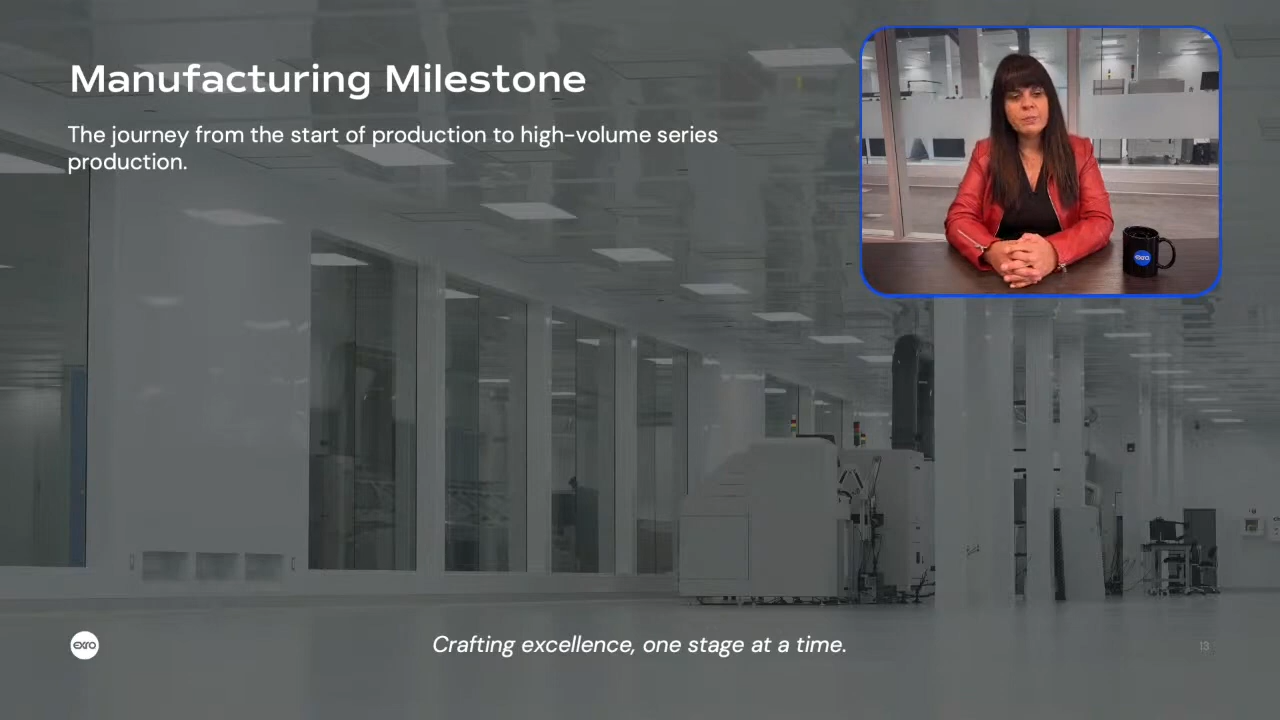 Manufacturing Milestone
The journey from the start of production to high-volume series
production.
exro
exro
Crafting excellence, one stage at a time.
13